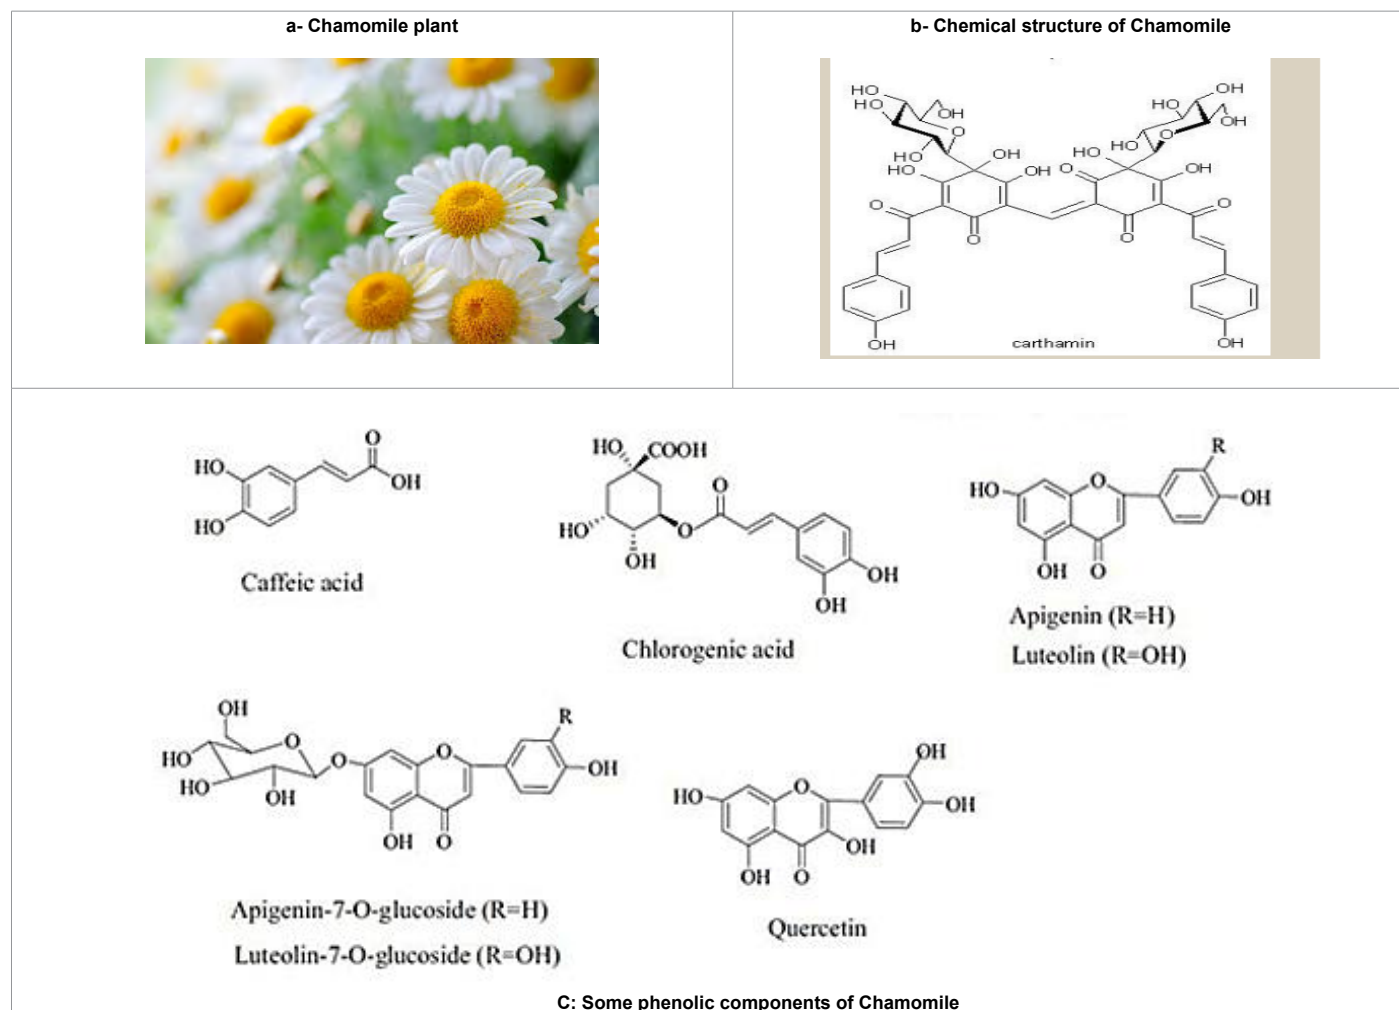 a- Chamomile plant
b- Chemical structure of Chamomile
HO
HO
OH
HO
HO
OH
OH
HO
OH
OH
HO
HO
O
OH
O
O
O
O
O
O
OH
carthamin
OH
HO
HO
O
OH
Caffeic acid
HO
COOH
HO
OH
O
O
OH
OH
Chlorogenic acid
R
HO
O
OH
OH
O
Apigenin (R=H)
Luteolin (R=OH)
OH
HO
HO
OH
O
O
O
R
OH
OH
O
Apigenin-7-O-glucoside (R=H)
Luteolin-7-O-glucoside (R=OH)
OH
HO
O
OH
OH
OH
O
Quercetin
C: Some phenolic components of Chamomile